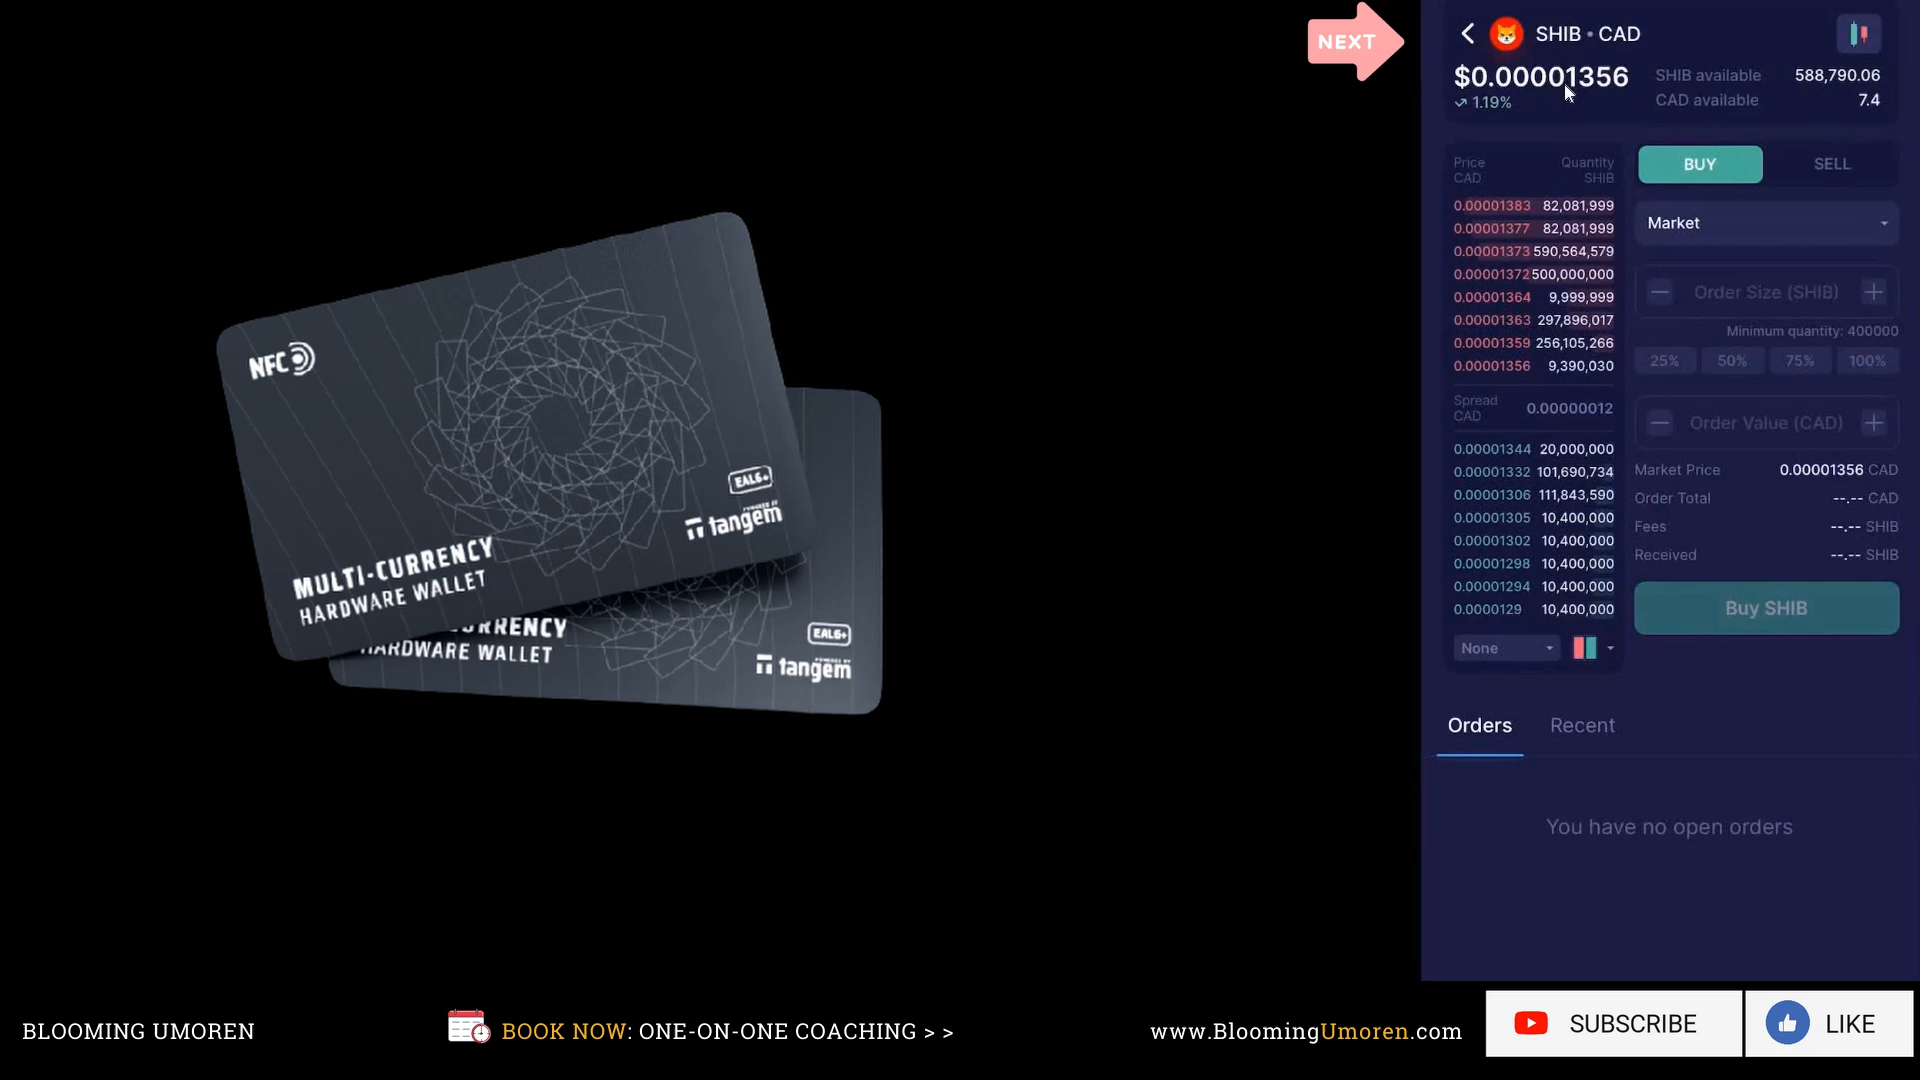 NEXT
SHIB • CAD
$0.00001356
1.19%
SHIB available 588,790.06
CAD available 7.4
Price CAD Quantity SHIB
0.00001383 82,081,999
0.00001377 82,081,999
0.00001373 590,564,579
0.00001372 500,000,000
0.00001364 9,999,999
0.00001363 297,896,017
0.00001359 256,105,266
0.00001356 9,390,030
Spread CAD 0.00000012
0.00001344 20,000,000
0.00001332 101,690,734
0.00001306 111,843,590
0.00001305 10,400,000
0.00001302 10,400,000
0.00001298 10,400,000
0.00001294 10,400,000
0.0000129 10,400,000
None
BUY SELL
Market
Order Size (SHIB)
Minimum quantity: 400000
25% 50% 75% 100%
Order Value (CAD)
Market Price 0.00001356 CAD
Order Total --.-- CAD
Fees --.-- SHIB
Received --.-- SHIB
Buy SHIB
Orders Recent
You have no open orders
NFC
EAL6+
POWERED BY
tangem
MULTI-CURRENCY
HARDWARE WALLET
CURRENCY
HARDWARE WALLET
EAL6+
POWERED BY
tangem
BLOOMING UMOREN
BOOK NOW: ONE-ON-ONE COACHING > >
www.BloomingUmoren.com
SUBSCRIBE
LIKE